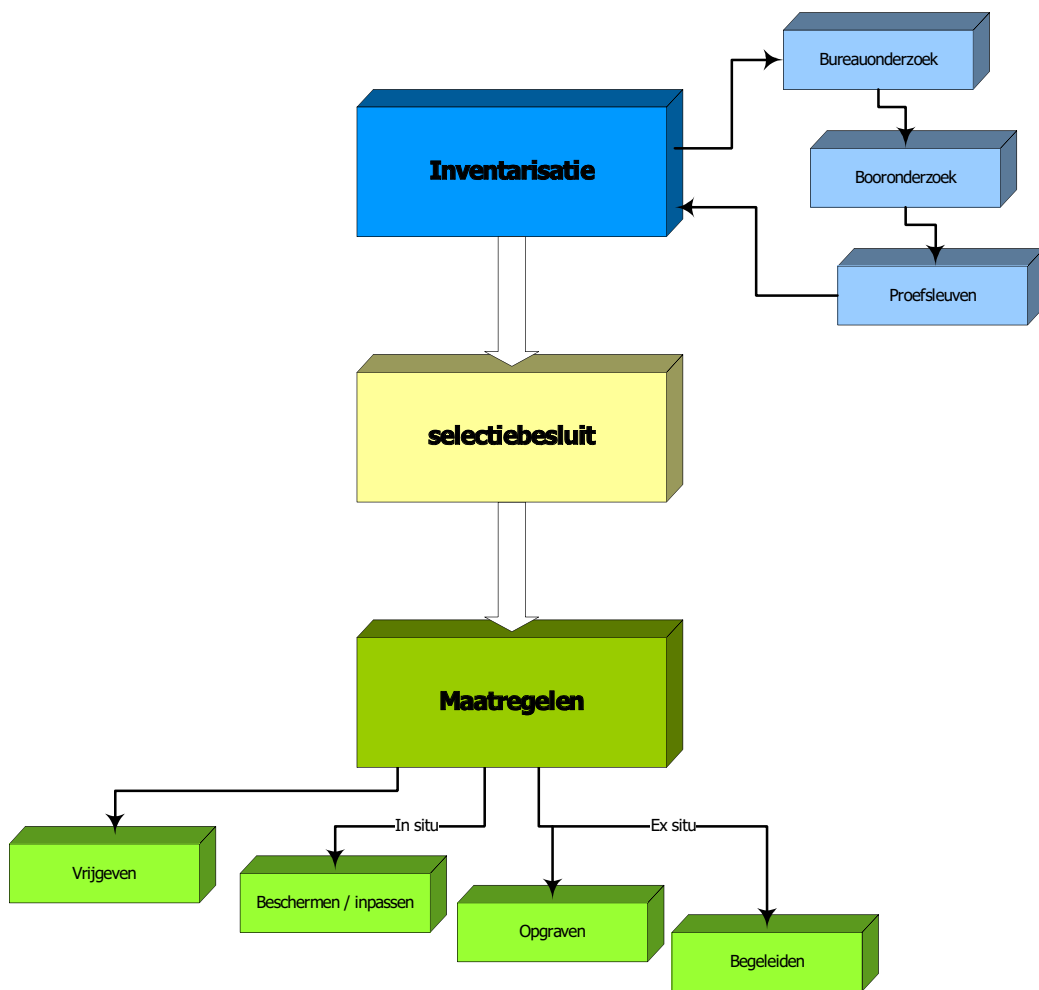 Bureauonderzoek
Inventarisatie
Booronderzoek
Proefsleuven
selectiebesluit
Maatregelen
In situ
Ex situ
Vrijgeven
Beschermen / inpassen
Opgraven
Begeleiden